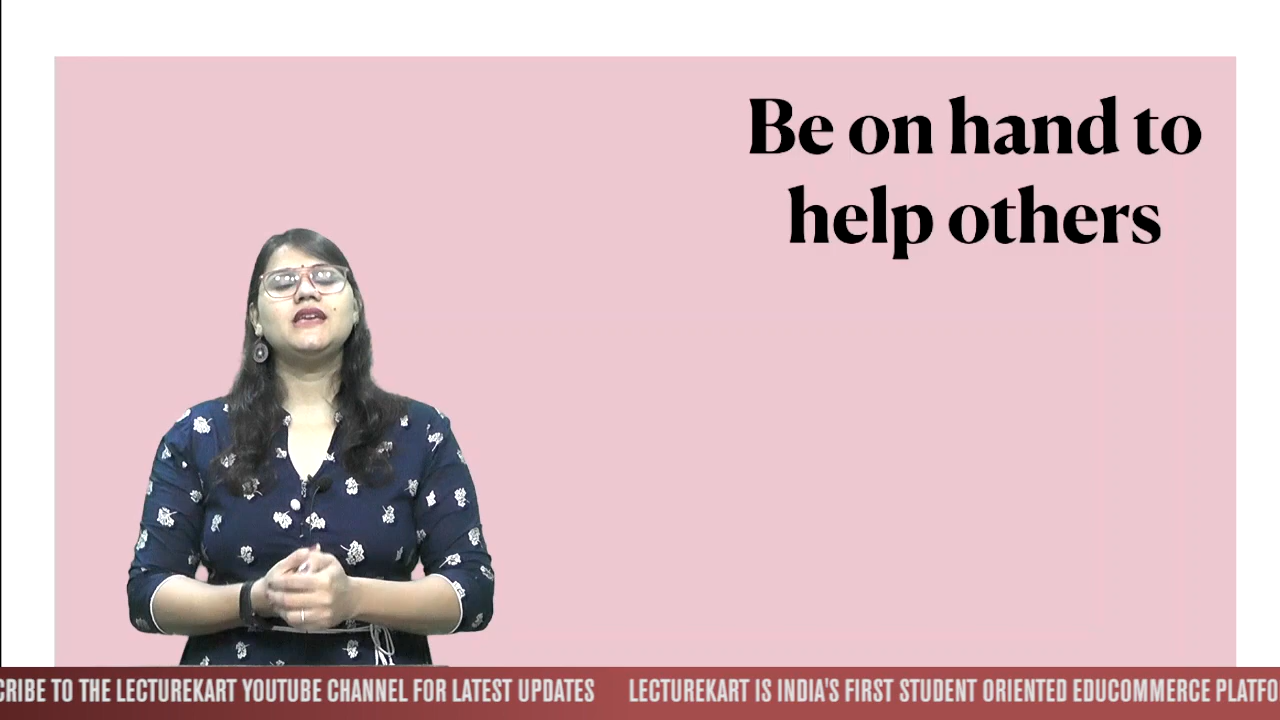 Be on hand to
help others
TO THE LECTUREKART YOUTUBE CHANNEL FOR LATEST UPDATES LECTUREKART IS INDIA'S FIRST STUDENT ORIENTED EDUCOMMERCE